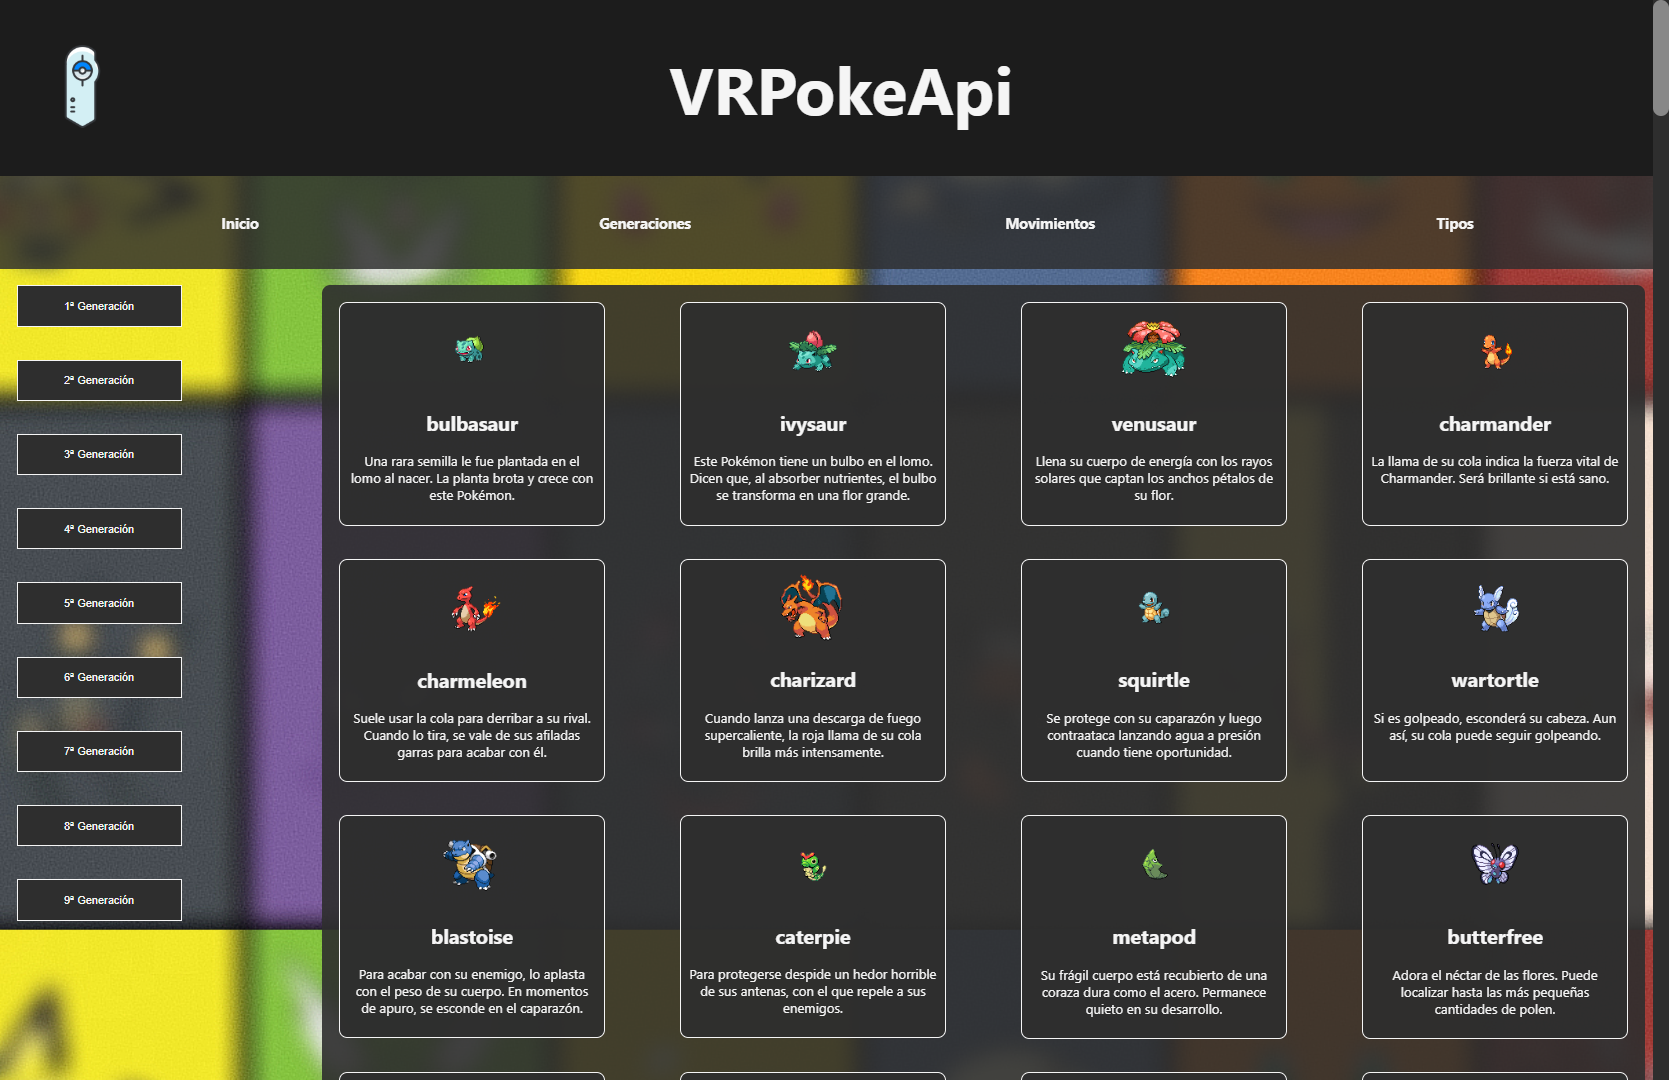 VRPokeApi
Inicio
Generaciones
Movimientos
Tipos
1ª Generación
2ª Generación
3ª Generación
4ª Generación
5ª Generación
6ª Generación
7ª Generación
8ª Generación
9ª Generación
bulbasaur
Una rara semilla le fue plantada en el
lomo al nacer. La planta brota y crece con
este Pokémon.
ivysaur
Este Pokémon tiene un bulbo en el lomo.
Dicen que, al absorber nutrientes, el bulbo
se transforma en una flor grande.
venusaur
Llena su cuerpo de energía con los rayos
solares que captan los anchos pétalos de
su flor.
charmander
La llama de su cola indica la fuerza vital de
Charmander. Será brillante si está sano.
charmeleon
Suele usar la cola para derribar a su rival.
Cuando lo tira, se vale de sus afiladas
garras para acabar con él.
charizard
Cuando lanza una descarga de fuego
supercaliente, la roja llama de su cola
brilla más intensamente.
squirtle
Se protege con su caparazón y luego
contraataca lanzando agua a presión
cuando tiene oportunidad.
wartortle
Si es golpeado, esconderá su cabeza. Aun
así, su cola puede seguir golpeando.
blastoise
Para acabar con su enemigo, lo aplasta
con el peso de su cuerpo. En momentos
de apuro, se esconde en el caparazón.
caterpie
Para protegerse despide un hedor horrible
de sus antenas, con el que repele a sus
enemigos.
metapod
Su frágil cuerpo está recubierto de una
coraza dura como el acero. Permanece
quieto en su desarrollo.
butterfree
Adora el néctar de las flores. Puede
localizar hasta las más pequeñas
cantidades de polen.